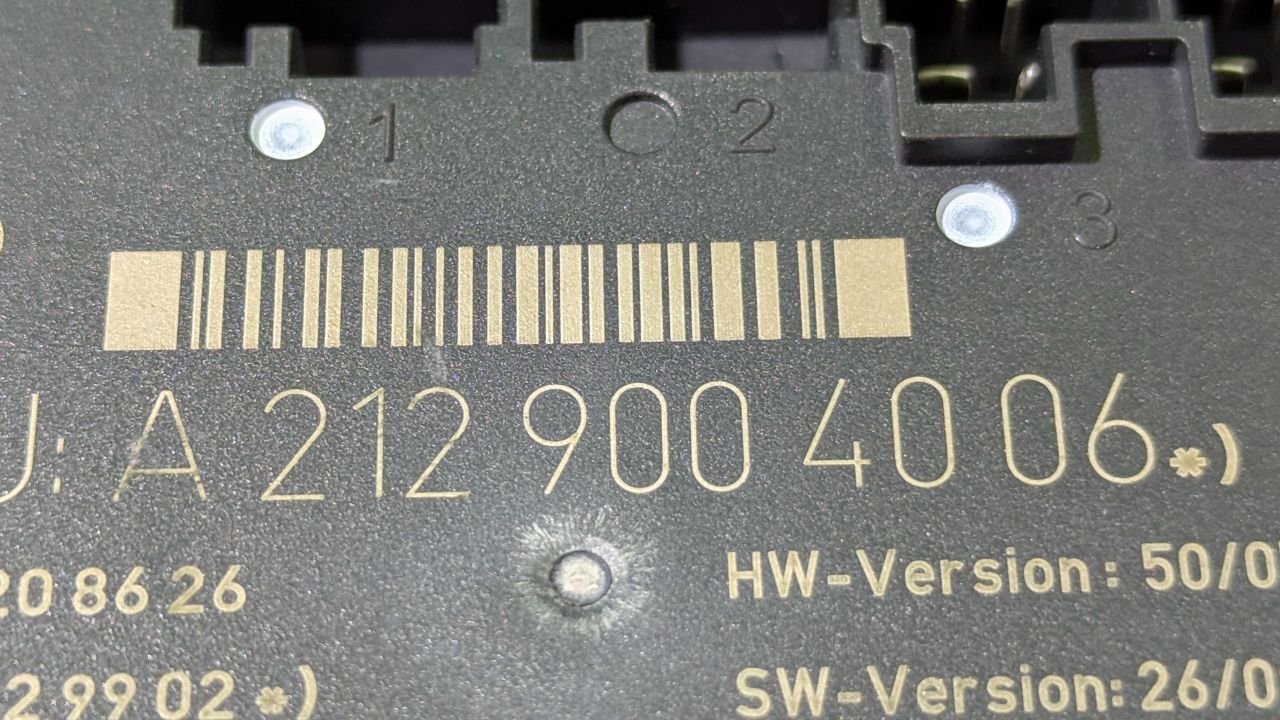 1 2
3
J: A 212 900 40 06 *)
20 86 26 HW-Version: 50/0
2 99 02 *) SW-Version: 26/0